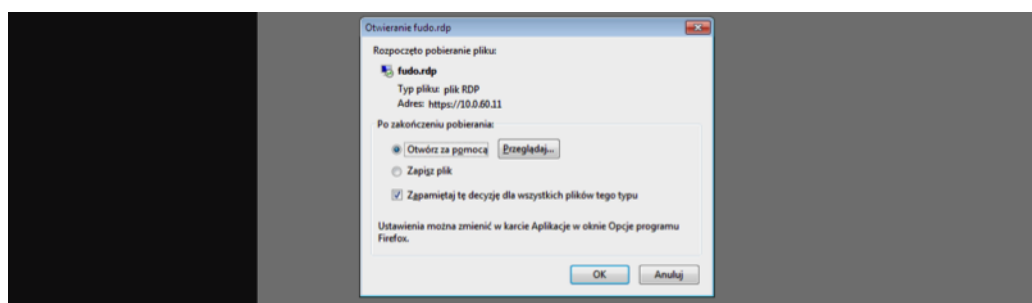 Otwieranie fudo.rdp
Rozpoczęto pobieranie pliku:
fudo.rdp
Typ pliku: plik RDP
Adres: https://10.0.60.11
Po zakończeniu pobierania:
Otwórz za pomocą Przeglądaj...
Zapisz plik
Zapamiętaj tę decyzję dla wszystkich plików tego typu
Ustawienia można zmienić w karcie Aplikacje w oknie Opcje programu
Firefox.
OK Anuluj